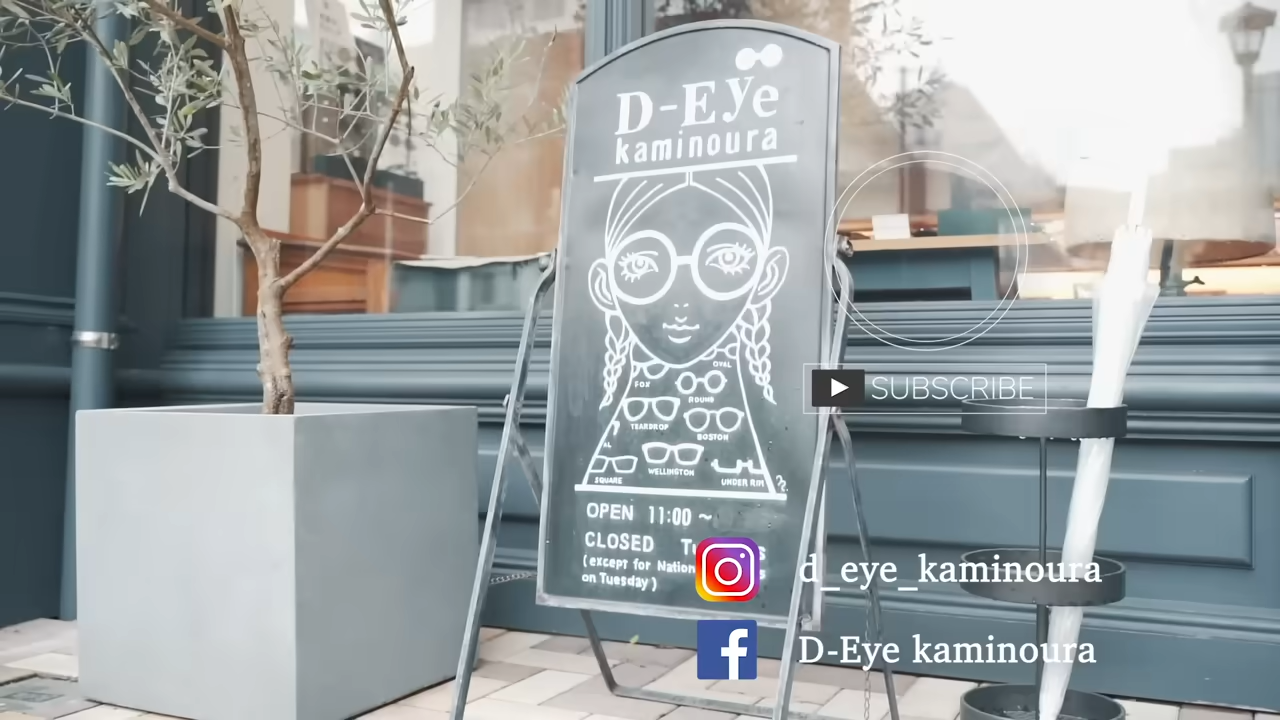 D-Eye
kaminoura
OVAL
FOX
ROUND
TEARDROP
BOSTON
WELLINGTON
SQUARE
UNDER RIM
OPEN 11:00 ~
CLOSED
(except for
on Tuesday)
SUBSCRIBE
d_eye_kaminoura
D-Eye kaminoura